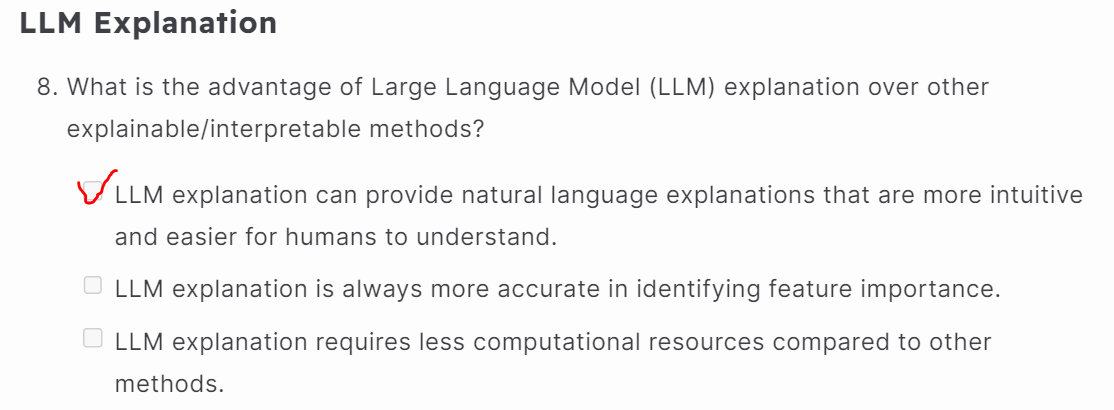 LLM Explanation
8. What is the advantage of Large Language Model (LLM) explanation over other
explainable/interpretable methods?
LLM explanation can provide natural language explanations that are more intuitive
and easier for humans to understand.
LLM explanation is always more accurate in identifying feature importance.
LLM explanation requires less computational resources compared to other
methods.